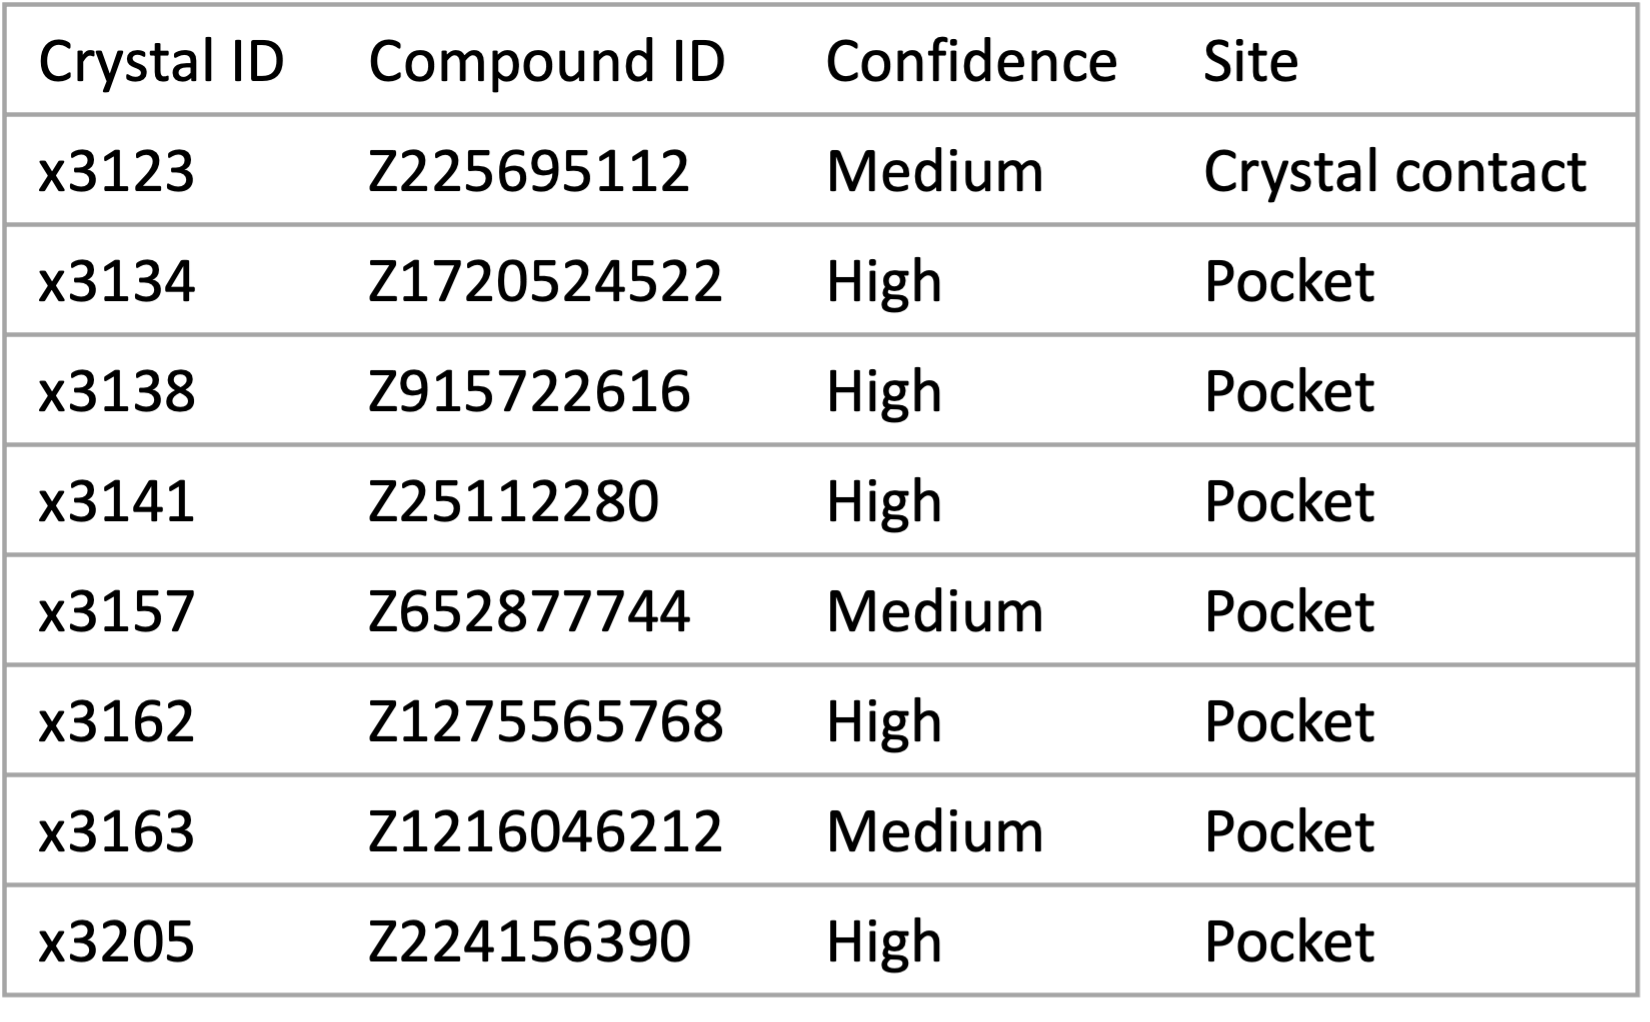 Crystal ID Compound ID Confidence Site
x3123 Z225695112 Medium Crystal contact
x3134 Z1720524522 High Pocket
x3138 Z915722616 High Pocket
x3141 Z25112280 High Pocket
x3157 Z652877744 Medium Pocket
x3162 Z1275565768 High Pocket
x3163 Z1216046212 Medium Pocket
x3205 Z224156390 High Pocket